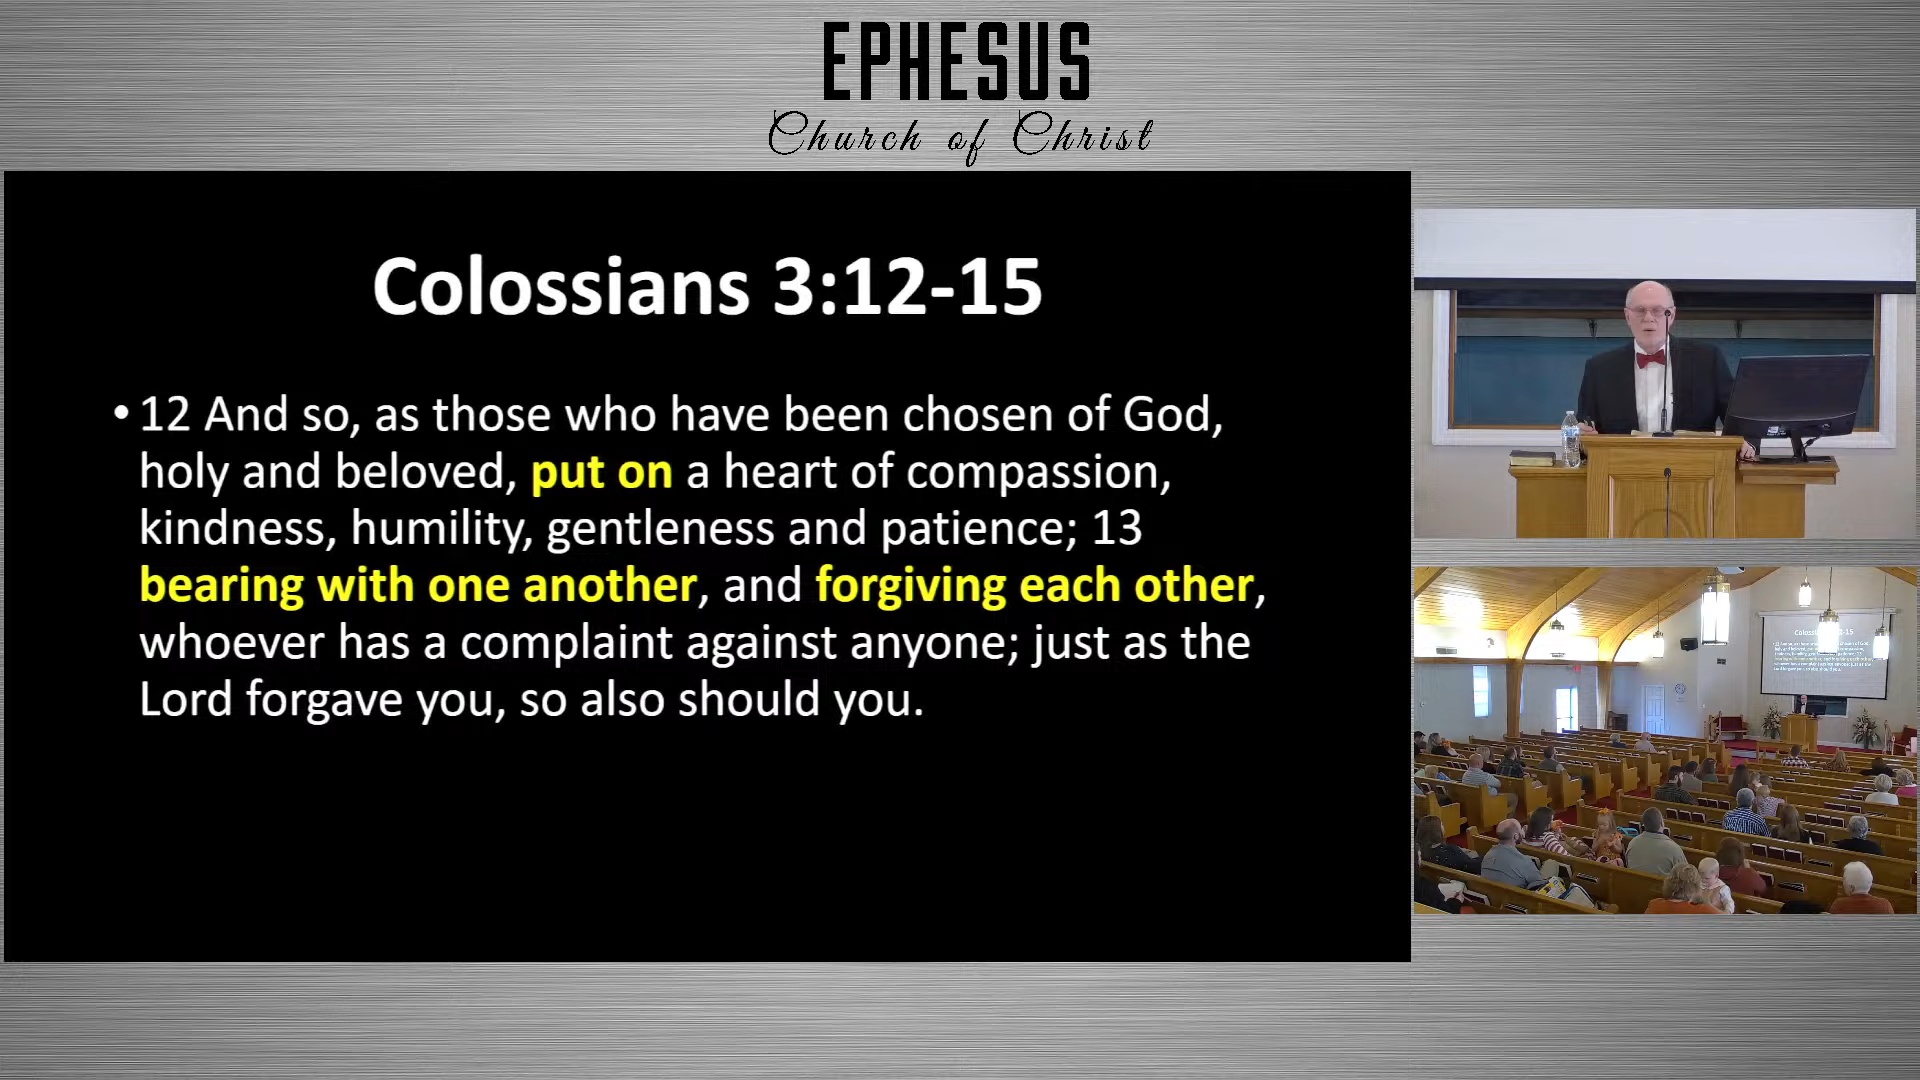 EPHESUS
Church of Christ
Colossians 3:12-15
• 12 And so, as those who have been chosen of God,
holy and beloved, put on a heart of compassion,
kindness, humility, gentleness and patience; 13
bearing with one another, and forgiving each other,
whoever has a complaint against anyone; just as the
Lord forgave you, so also should you.